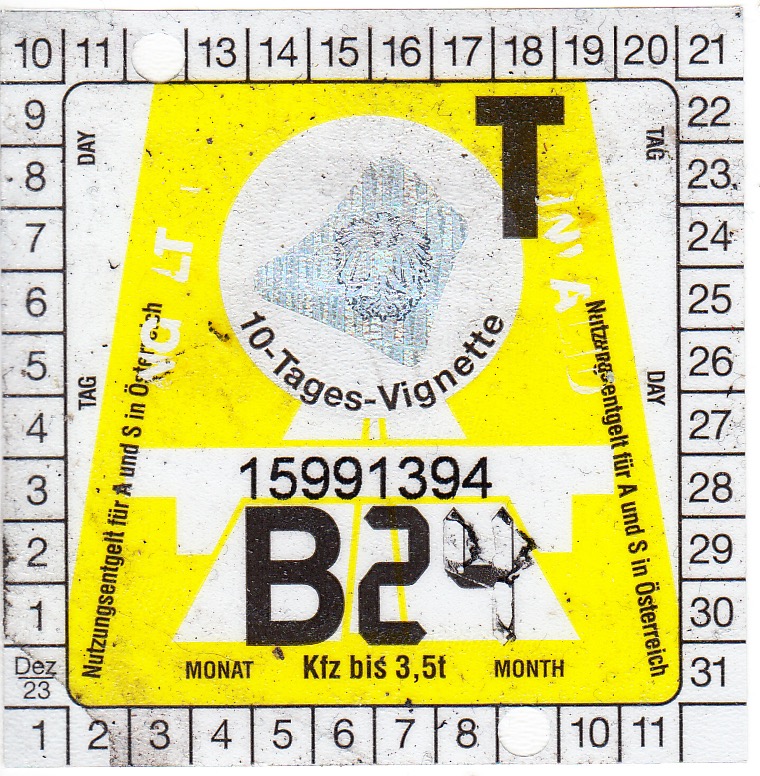 10 11 13 14 15 16 17 18 19 20 21
9 22
DAY T TAG
8 23
7 24
6 25
5 26
4 27
3 28
2 29
1 30
Dez 31
23
10-Tages-Vignette
TAG DAY
Nutzungsentgelt für A und S in Österreich
Nutzungsentgelt für A und S in Österreich
15991394
B24
MONAT Kfz bis 3,5t MONTH
1 2 3 4 5 6 7 8 10 11